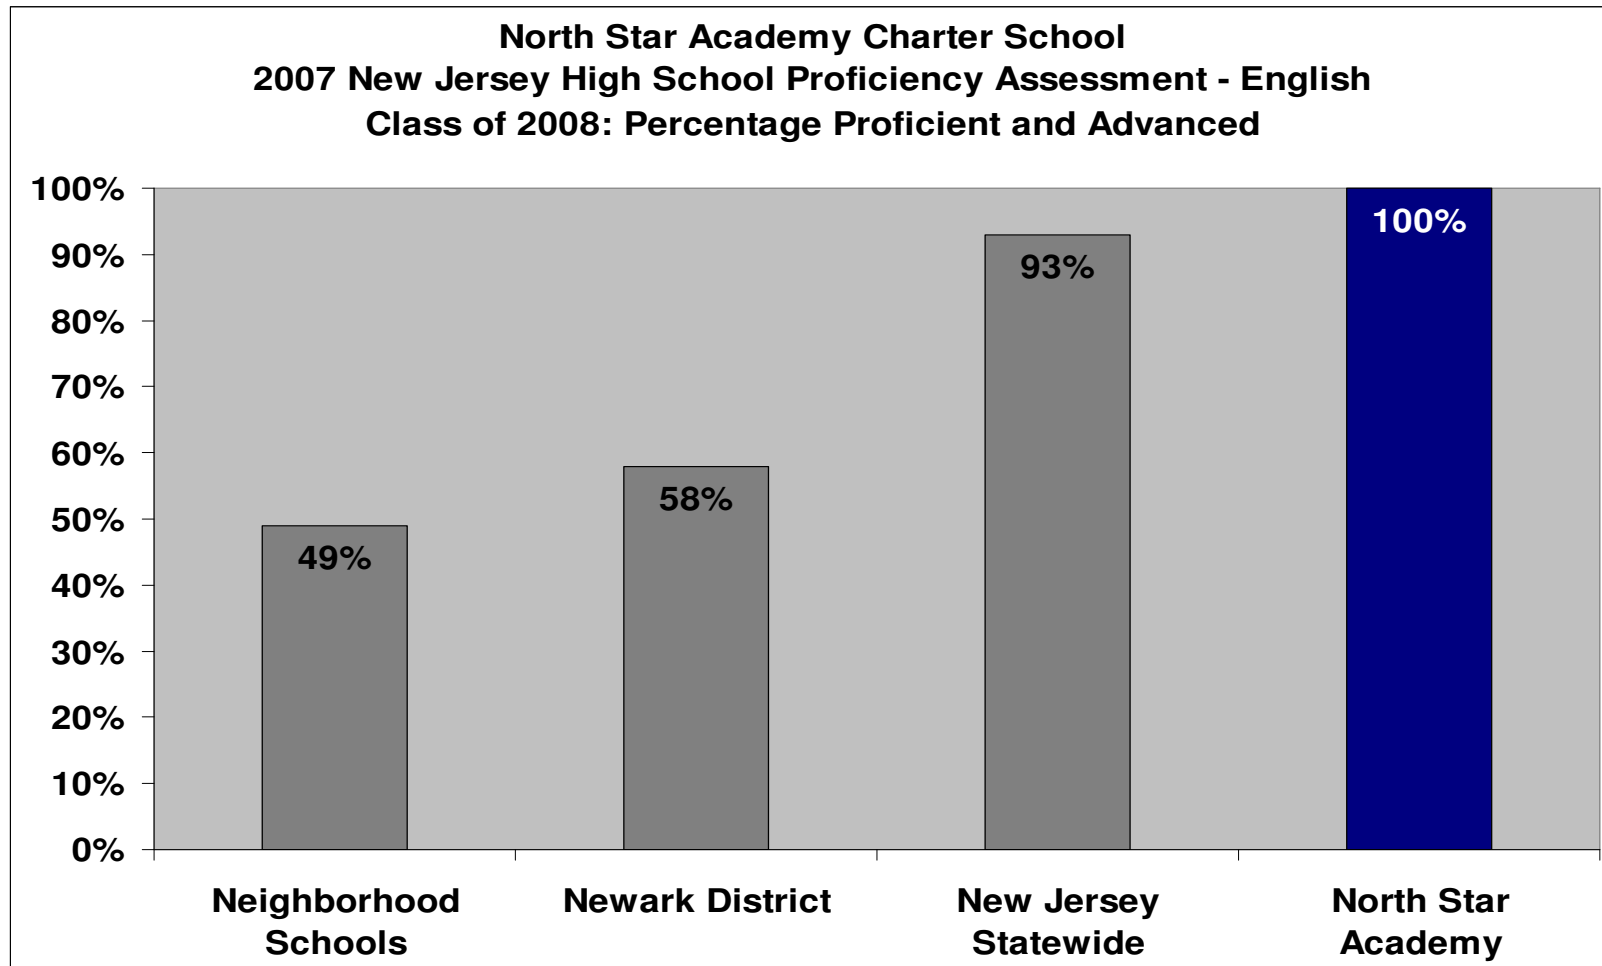 North Star Academy Charter School
2007 New Jersey High School Proficiency Assessment - English
Class of 2008: Percentage Proficient and Advanced
100%
90%
80%
70%
60%
50%
40%
30%
20%
10%
0%
49%
58%
93%
100%
Neighborhood
Schools
Newark District
New Jersey
Statewide
North Star
Academy